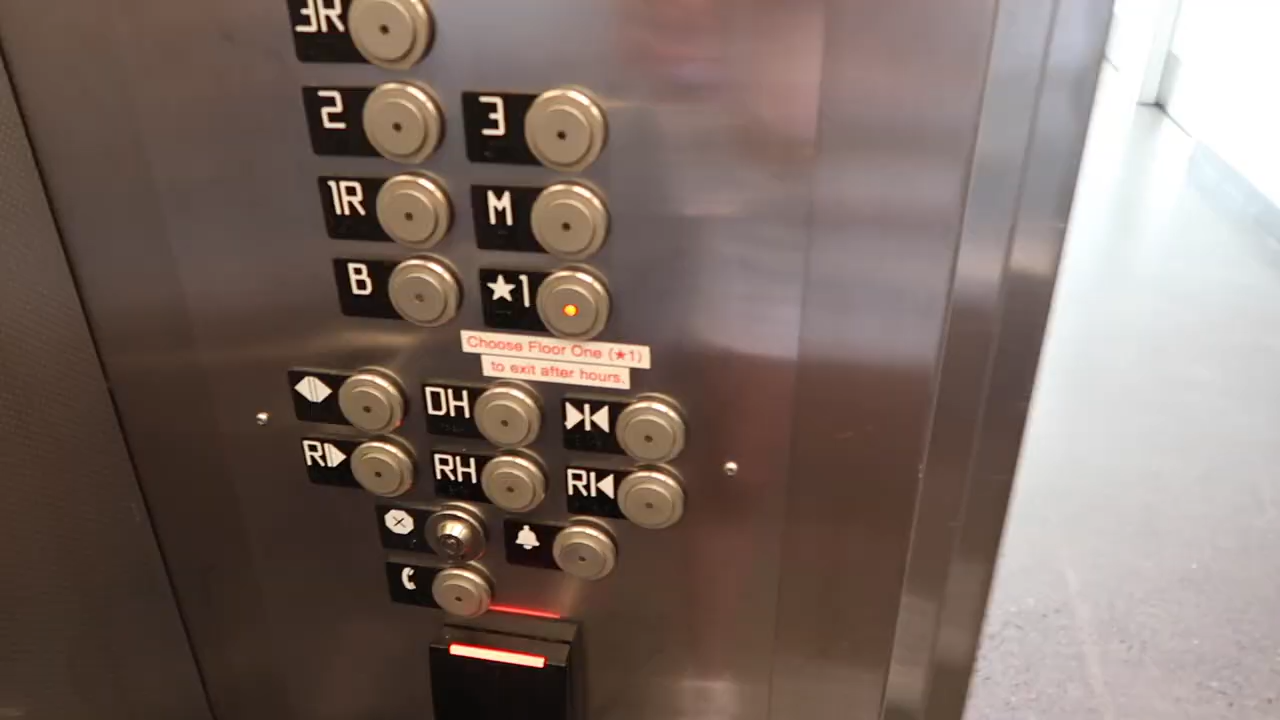 3R
2
3
1R
M
B
★1
Choose Floor One (★1)
to exit after hours.
DH
R
RH
R